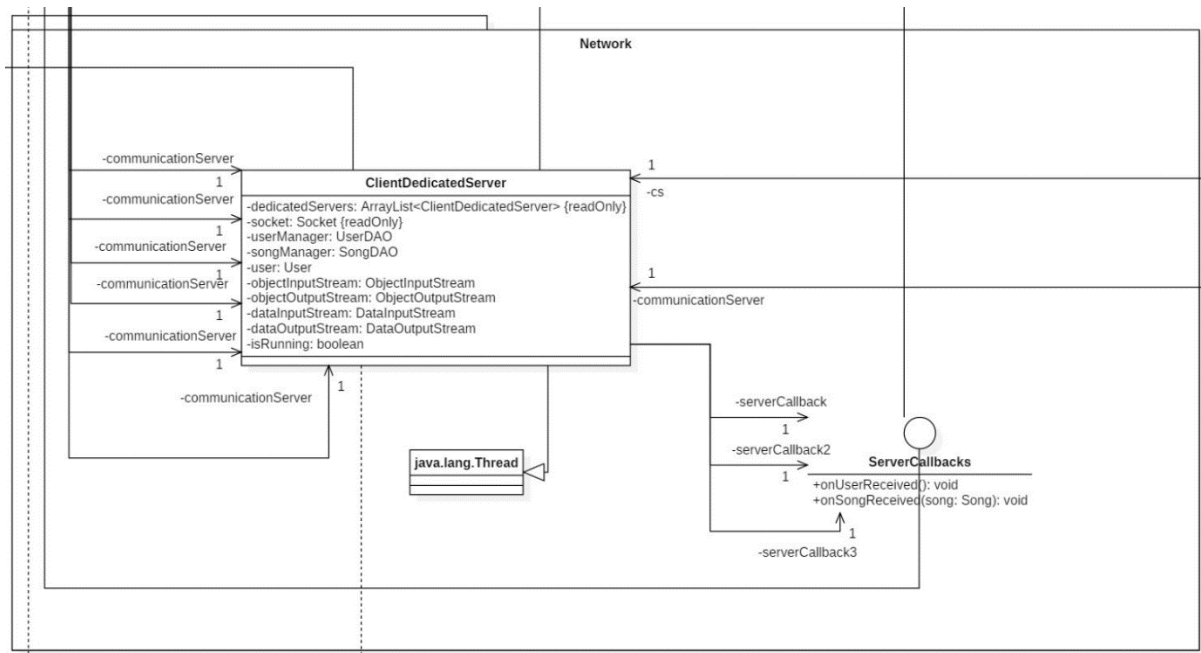 Network
-communicationServer
1
-communicationServer
1
-communicationServer
1
-communicationServer
1
-communicationServer
1
-communicationServer
1
ClientDedicatedServer
-dedicatedServers: ArrayList<ClientDedicatedServer> {readOnly}
-socket: Socket {readOnly}
-userManager: UserDAO
-songManager: SongDAO
-user: User
-objectInputStream: ObjectInputStream
-objectOutputStream: ObjectOutputStream
-dataInputStream: DataInputStream
-dataOutputStream: DataOutputStream
-isRunning: boolean
1
-cs
1
-communicationServer
-serverCallback
1
-serverCallback2
1
-serverCallback3
1
java.lang.Thread
ServerCallbacks
+onUserReceived(): void
+onSongReceived(song: Song): void